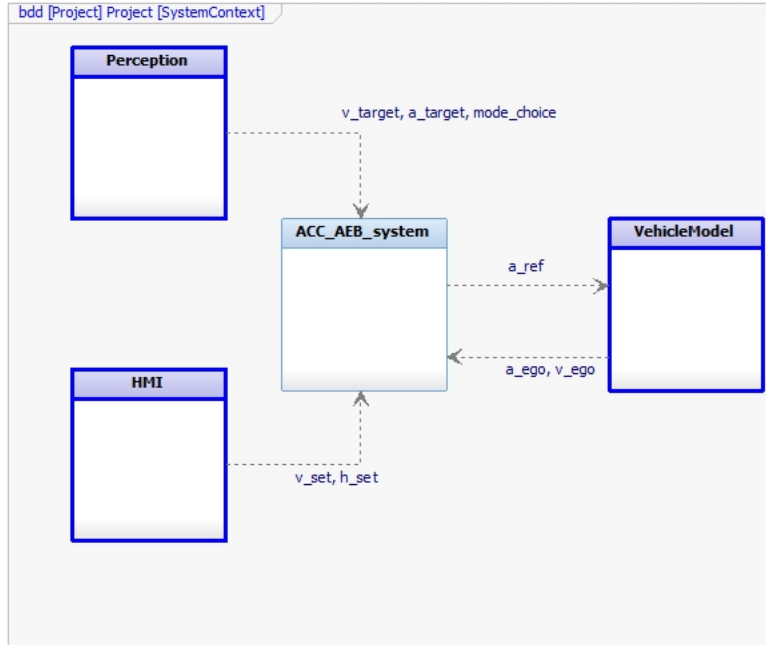 bdd [Project] Project [SystemContext]
Perception
v_target, a_target, mode_choice
ACC_AEB_system
VehicleModel
a_ref
a_ego, v_ego
HMI
v_set, h_set